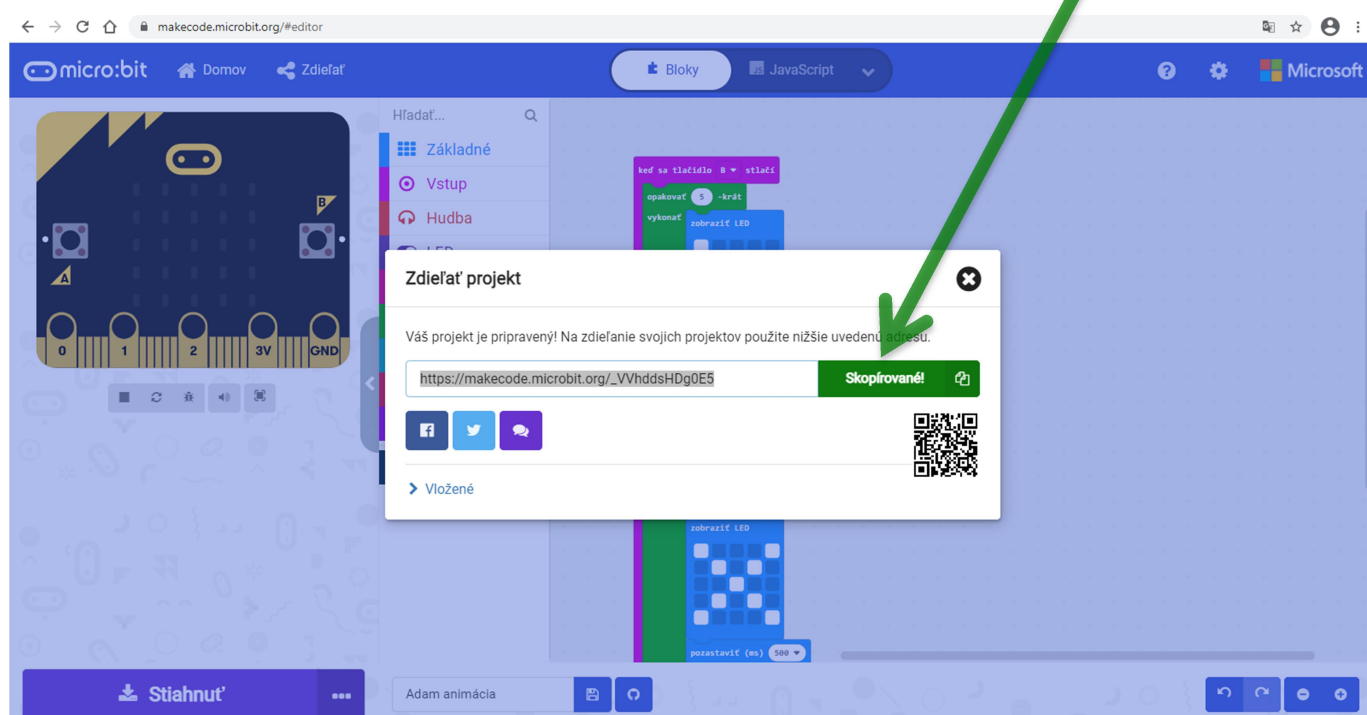 makecode.microbit.org/#editor
micro:bit Domov Zdieľať Bloky JavaScript Microsoft
Hľadať...
Základné
Vstup
Hudba
keď sa tlačidlo B stlačí
opakovať 5 -krát
vykonať zobraziť LED
B
A
0 1 2 3V GND
Zdieľať projekt
Váš projekt je pripravený! Na zdieľanie svojich projektov použite nižšie uvedenú adresu.
https://makecode.microbit.org/_VVhddsHDg0E5 Skopírované!
Vložené
zobraziť LED
pozastaviť (ms) 500
Stiahnuť
Adam animácia